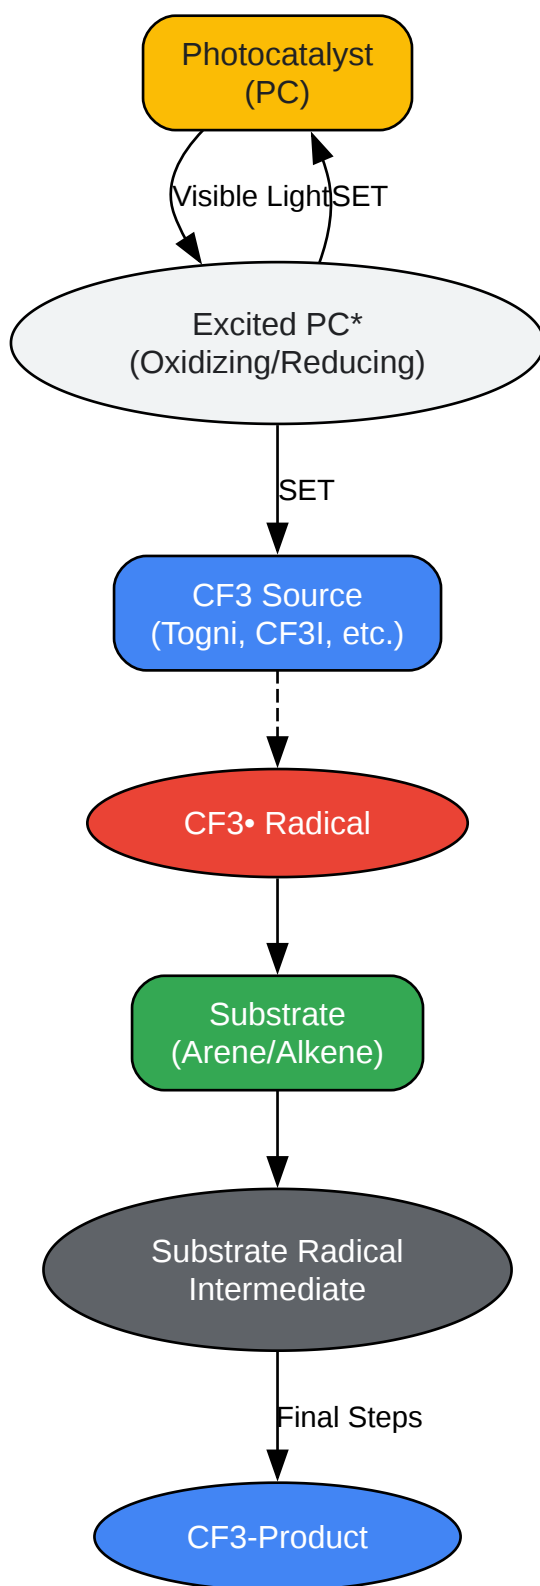 Photocatalyst
(PC)
Visible Light
SET
Excited PC*
(Oxidizing/Reducing)
SET
CF3 Source
(Togni, CF3I, etc.)
CF3• Radical
Substrate
(Arene/Alkene)
Substrate Radical
Intermediate
Final Steps
CF3-Product